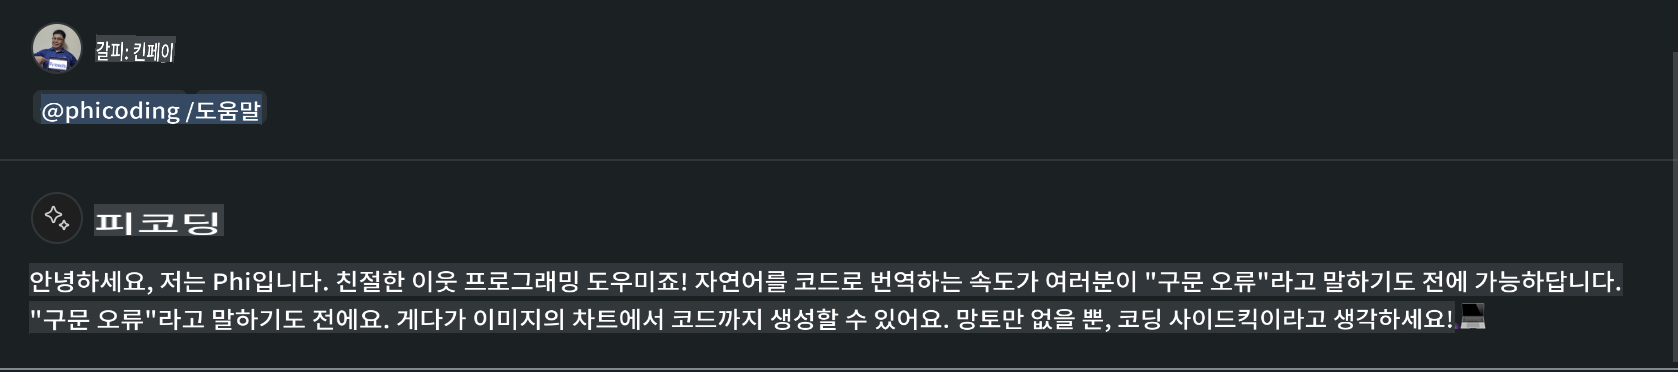 갈피: 킨페이
@phicoding /도움말
피코딩
안녕하세요, 저는 Phi입니다. 친절한 이웃 프로그래밍 도우미죠! 자연어를 코드로 번역하는 속도가 여러분이 "구문 오류"라고 말하기도 전에 가능하답니다.
"구문 오류"라고 말하기도 전에요. 게다가 이미지의 차트에서 코드까지 생성할 수 있어요. 망토만 없을 뿐, 코딩 사이드킥이라고 생각하세요!